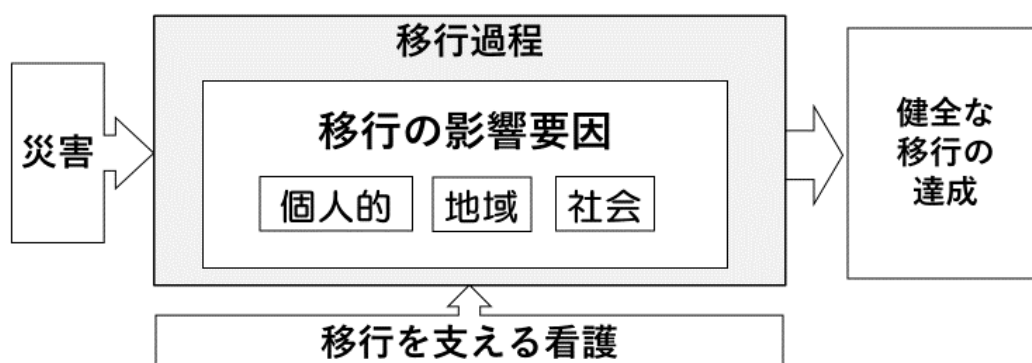 移行過程
災害
移行の影響要因
個人的
地域
社会
健全な
移行の
達成
移行を支える看護